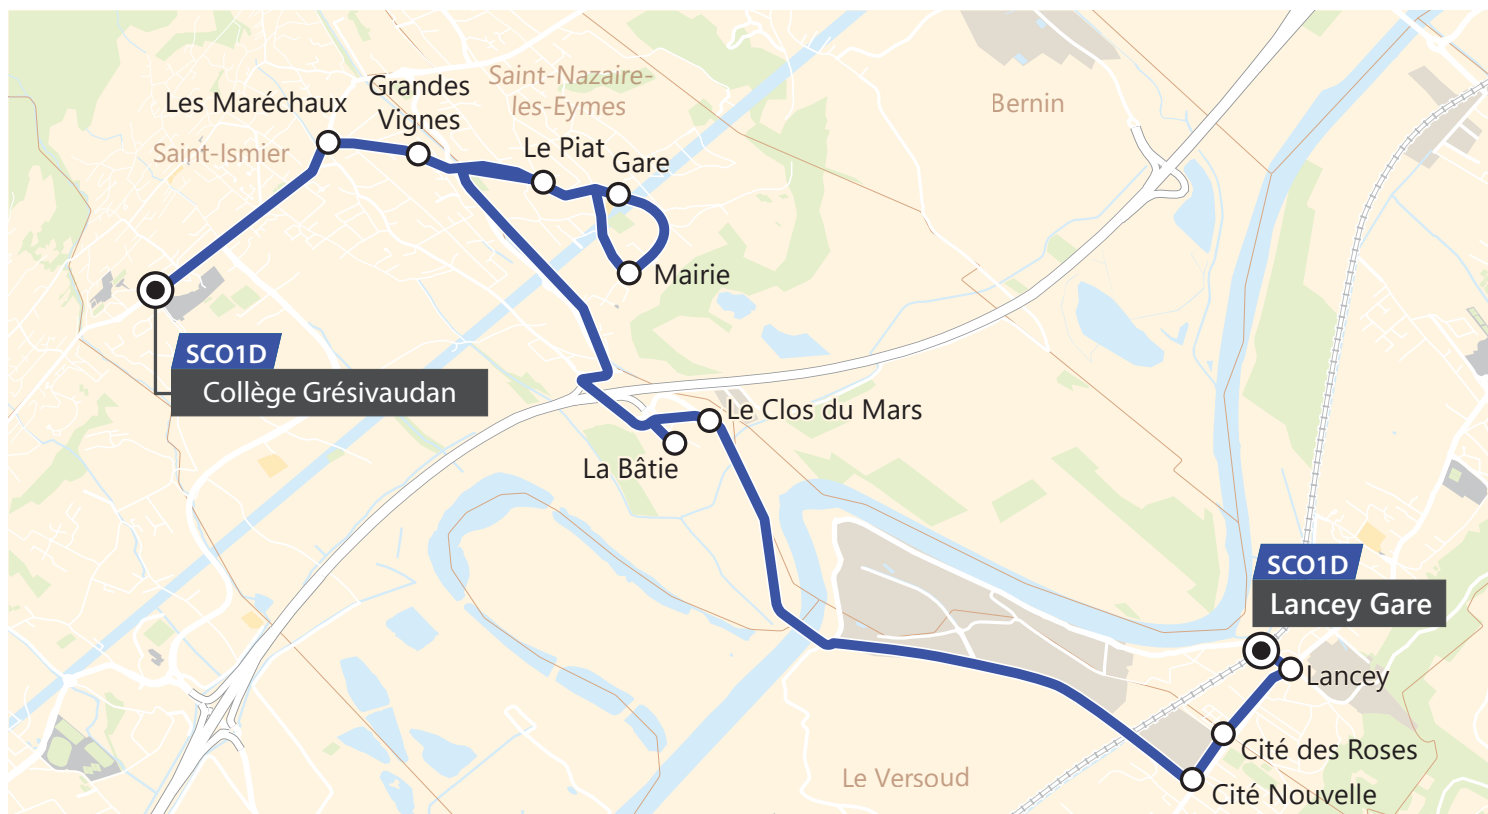 Saint-Nazaire-
les-Eymes
Grandes
Vignes
Les Maréchaux
Bernin
Saint-Ismier
Le Piat
Gare
Mairie
SCO1D
Collège Grésivaudan
Le Clos du Mars
La Bâtie
SCO1D
Lancey Gare
Lancey
Cité des Roses
Le Versoud
Cité Nouvelle